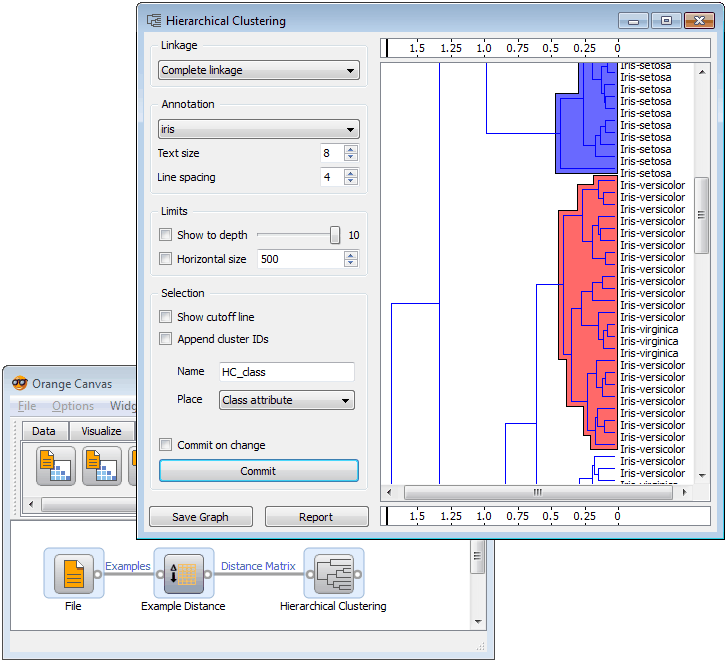 Hierarchical Clustering
Linkage
Complete linkage
Annotation
iris
Text size 8
Line spacing 4
Limits
Show to depth 10
Horizontal size 500
Selection
Show cutoff line
Append cluster IDs
Name HC_class
Place Class attribute
Commit on change
Commit
Save Graph Report
1.5 1.25 1.0 0.75 0.5 0.25 0
Iris-setosa
Iris-setosa
Iris-setosa
Iris-setosa
Iris-setosa
Iris-setosa
Iris-setosa
Iris-setosa
Iris-setosa
Iris-setosa
Iris-versicolor
Iris-versicolor
Iris-versicolor
Iris-versicolor
Iris-versicolor
Iris-versicolor
Iris-versicolor
Iris-versicolor
Iris-versicolor
Iris-versicolor
Iris-versicolor
Iris-versicolor
Iris-virginica
Iris-versicolor
Iris-virginica
Iris-versicolor
Iris-versicolor
Iris-versicolor
Iris-versicolor
Iris-versicolor
Iris-versicolor
Iris-versicolor
Iris-versicolor
Iris-versicolor
Iris-versicolor
Iris-virginica
1.5 1.25 1.0 0.75 0.5 0.25 0
Orange Canvas
File Options Widg
Data Visualize
Examples Distance Matrix
File Example Distance Hierarchical Clustering